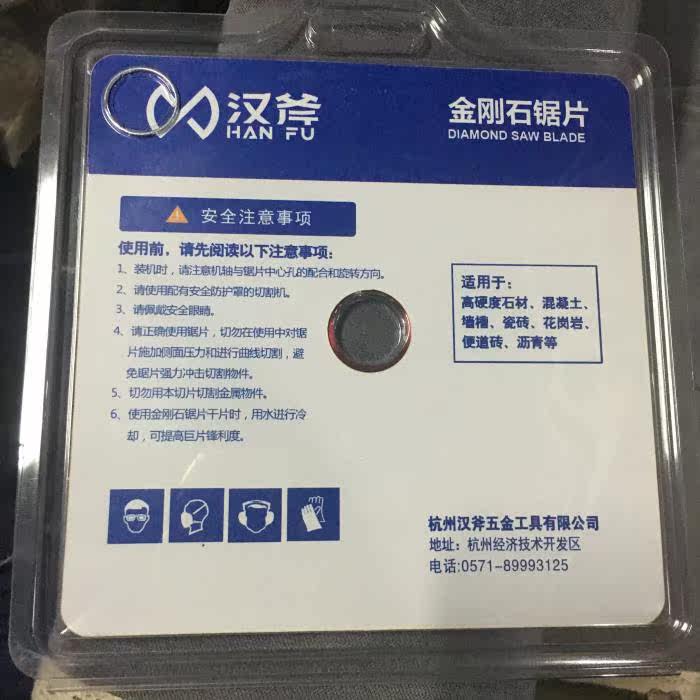 汉斧
HAN FU
金刚石锯片
DIAMOND SAW BLADE
安全注意事项
使用前，请先阅读以下注意事项：
1、装机时，请注意机轴与锯片中心孔的配合和旋转方向。
2、请使用配有安全防护罩的切割机。
3、请佩戴安全眼睛。
4、请正确使用锯片，切勿在使用中对锯
片施加侧面压力和进行曲线切割，避
免踞片强力冲击切割物件。
5、切勿用本切片切割金属物件。
6、使用金刚石锯片干片时，用水进行冷
却，可提高巨片锋利度。
适用于：
高硬度石材、混凝土、
墙槽、瓷砖、花岗岩、
便道砖、沥青等
杭州汉斧五金工具有限公司
地址：杭州经济技术开发区
电话:0571-89993125